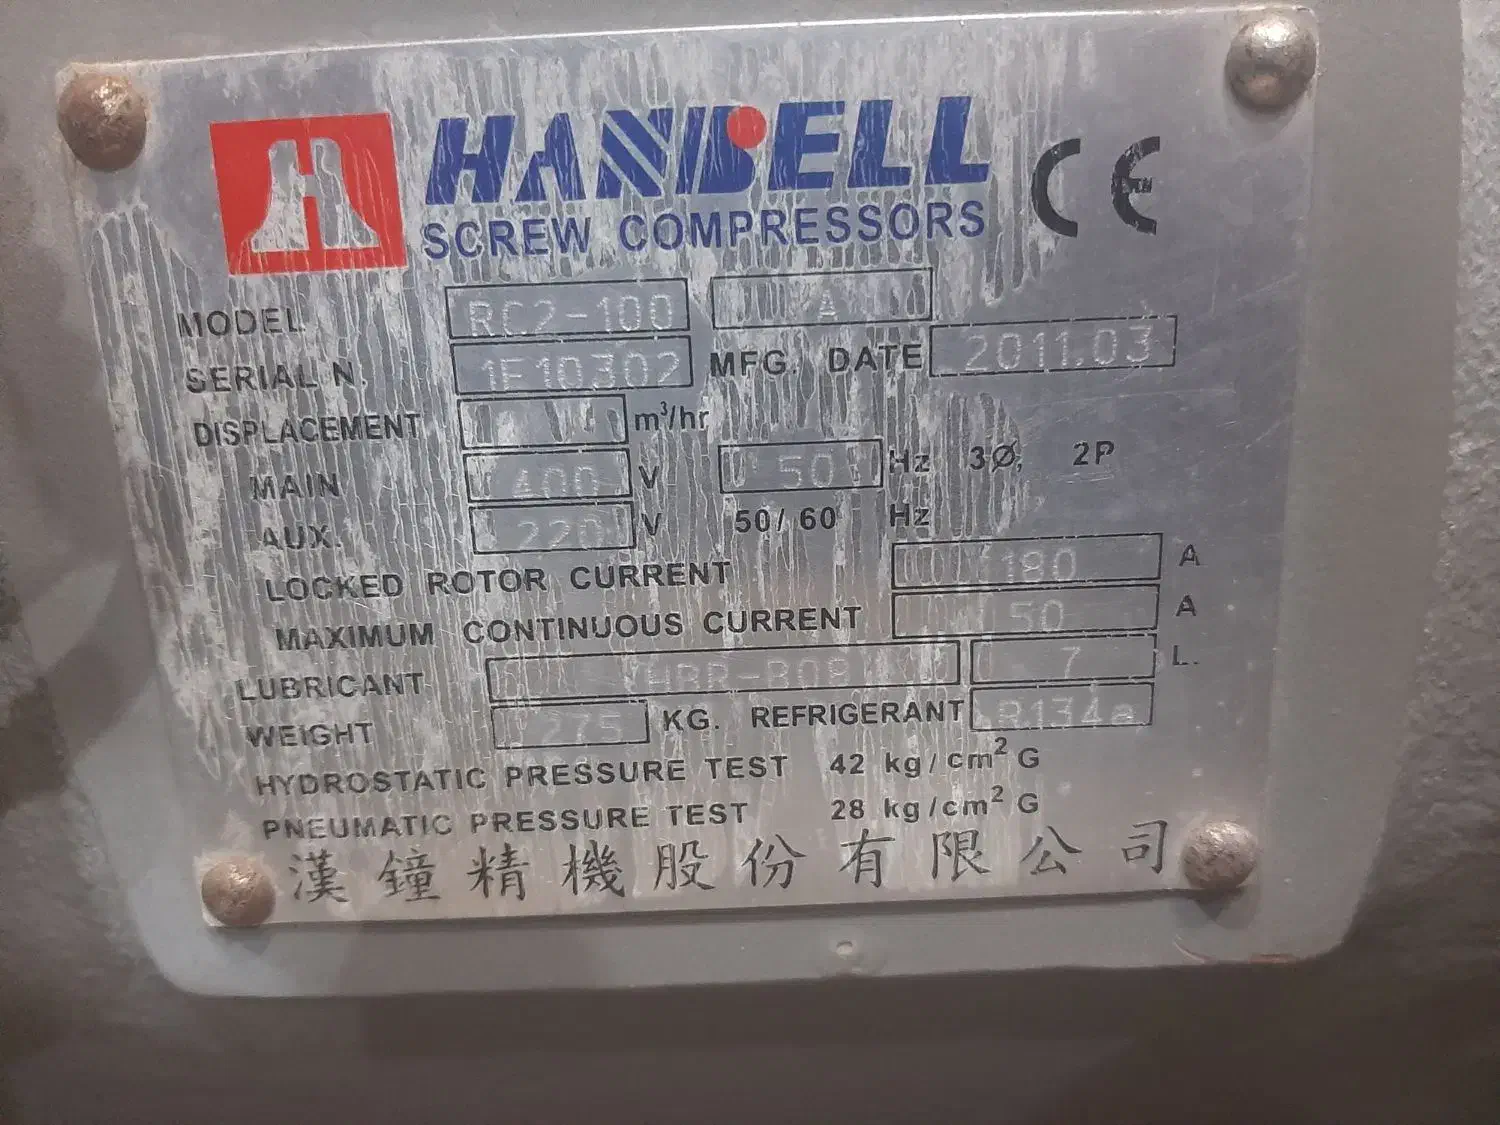 HANBELL
SCREW COMPRESSORS CE
MODEL RC2-100 A
SERIAL N. 1F10302 MFG. DATE 2011.03
DISPLACEMENT m³/hr
MAIN 400 V 50 Hz 3Ø, 2P
AUX. 220 V 50/60 Hz
LOCKED ROTOR CURRENT 180 A
MAXIMUM CONTINUOUS CURRENT 50 A
LUBRICANT 7 L.
WEIGHT 275 KG. REFRIGERANT R134a
HYDROSTATIC PRESSURE TEST 42 kg/cm² G
PNEUMATIC PRESSURE TEST 28 kg/cm² G
漢鐘精機股份有限公司